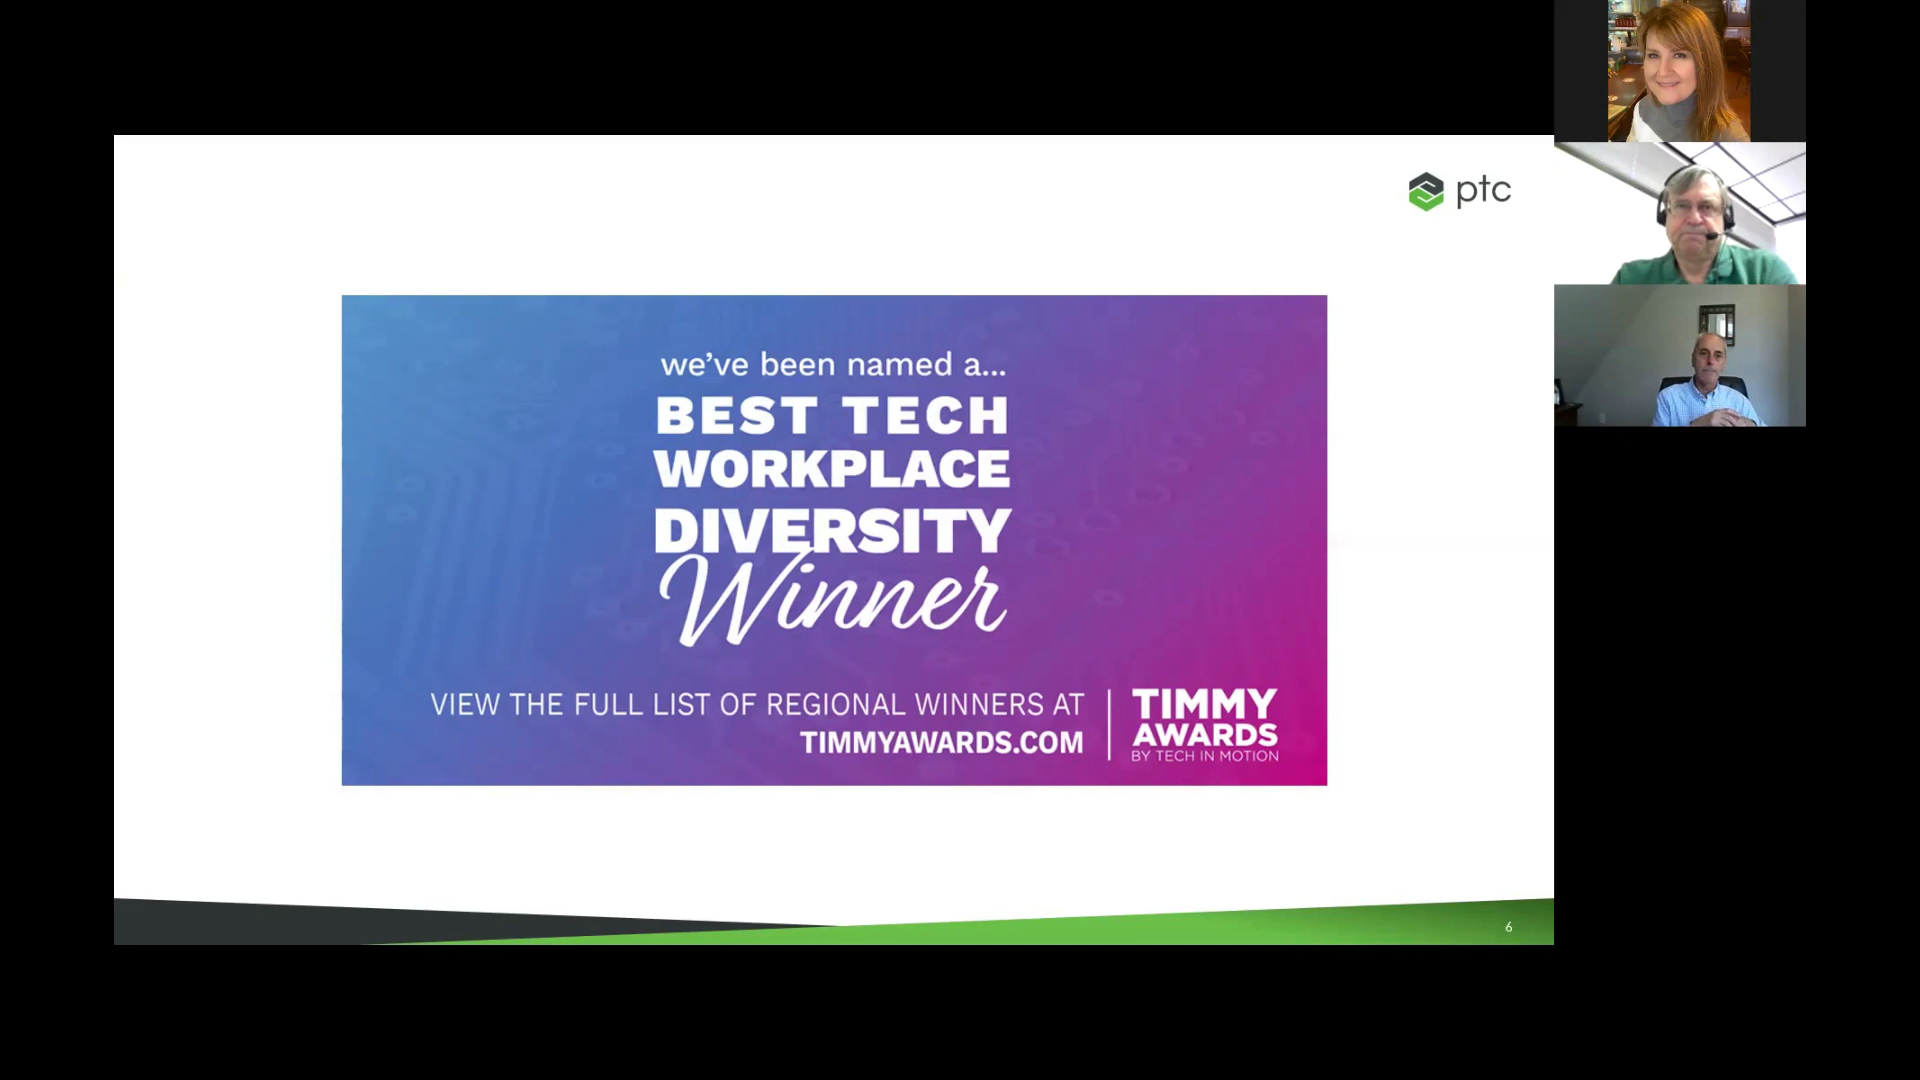 ptc
we've been named a...
BEST TECH
WORKPLACE
DIVERSITY
Winner
VIEW THE FULL LIST OF REGIONAL WINNERS AT
TIMMYAWARDS.COM
TIMMY
AWARDS
BY TECH IN MOTION
6